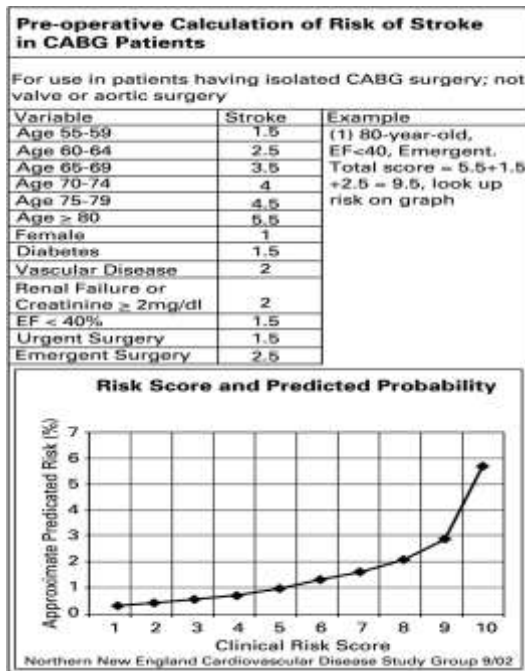 Pre-operative Calculation of Risk of Stroke
in CABG Patients
For use in patients having isolated CABG surgery; not
valve or aortic surgery
Variable Stroke Example
Age 55-59 1.5 (1) 80-year-old,
Age 60-64 2.5 EF<40, Emergent.
Age 65-69 3.5 Total score = 5.5+1.5
Age 70-74 4 +2.5 = 9.5, look up
Age 75-79 4.5 risk on graph
Age ≥ 80 5.5
Female 1
Diabetes 1.5
Vascular Disease 2
Renal Failure or
Creatinine ≥ 2mg/dl 2
EF < 40% 1.5
Urgent Surgery 1.5
Emergent Surgery 2.5
Risk Score and Predicted Probability
Approximate Predicated Risk (%)
7
6
5
4
3
2
1
0
1 2 3 4 5 6 7 8 9 10
Clinical Risk Score
Northern New England Cardiovascular Disease Study Group 9/02